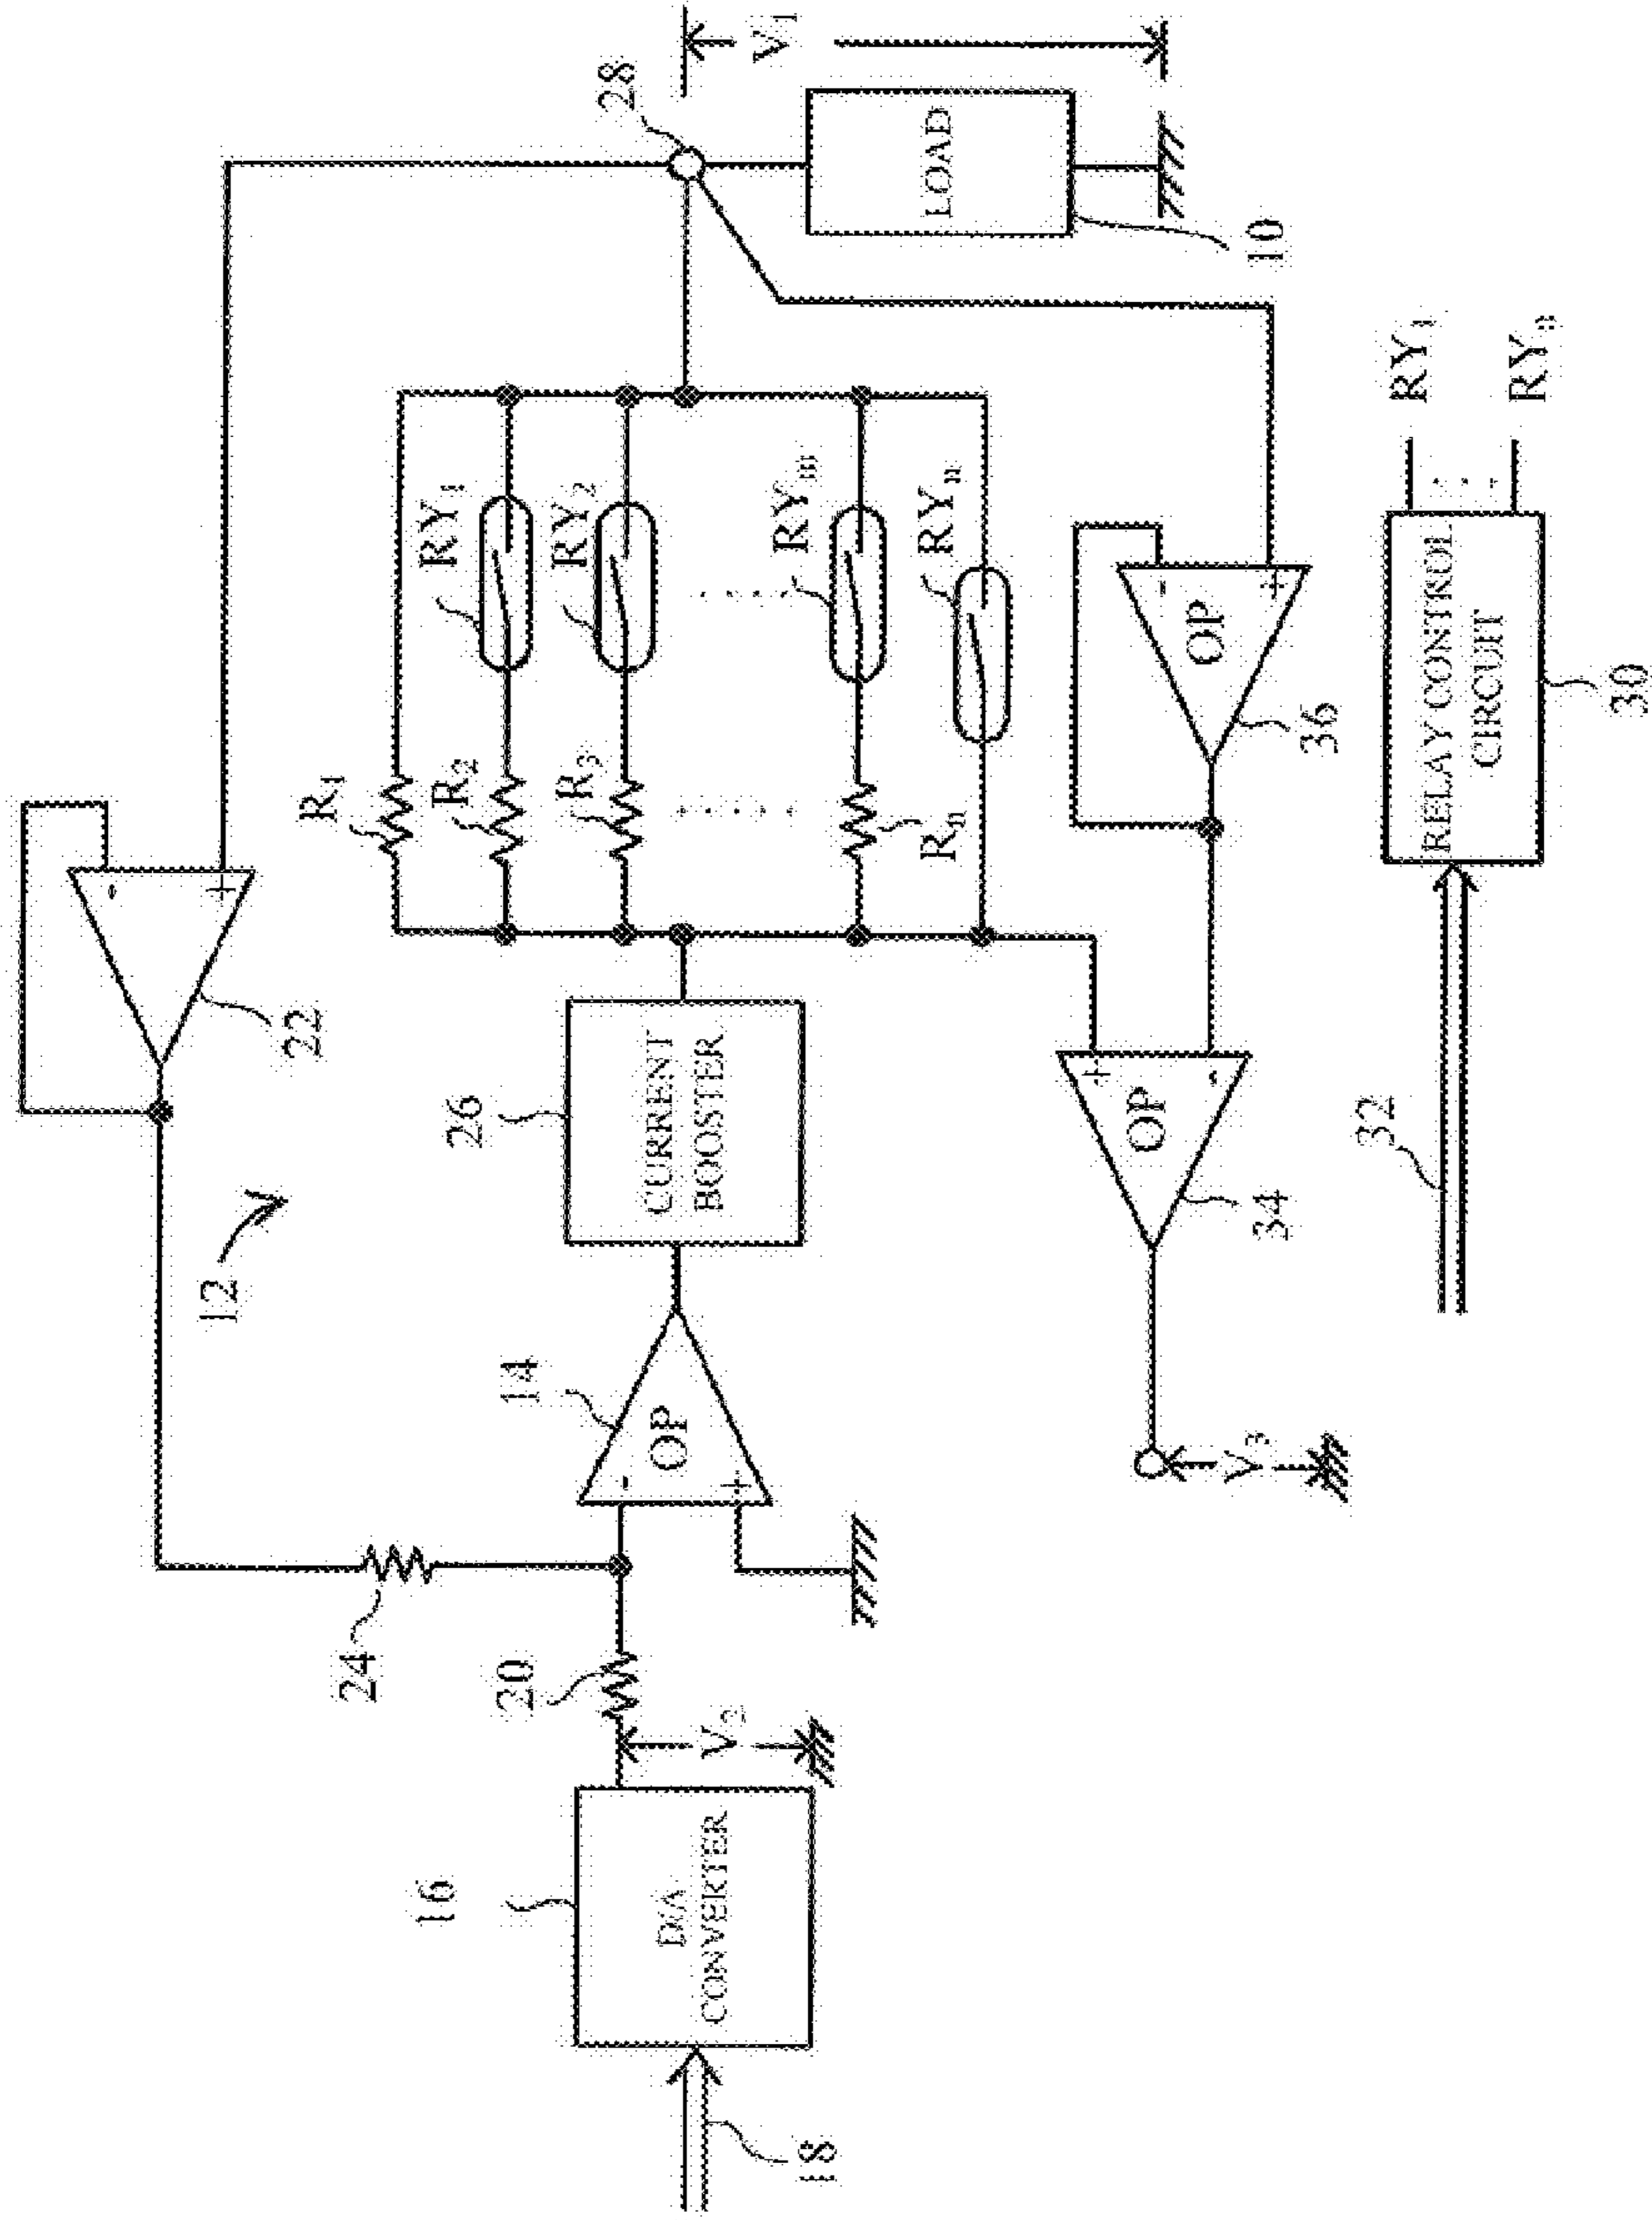 22
12
24
R1
R2
R3
Rn
RY1
RY2
RYm
RYn
28
V1
LOAD
10
26
CURRENT
BOOSTER
14
OP
-
+
20
V2
16
D/A
CONVERTER
18
OP
-
+
36
OP
+
-
34
V3
-
+
32
RELAY CONTROL
CIRCUIT
30
RY1
RYn